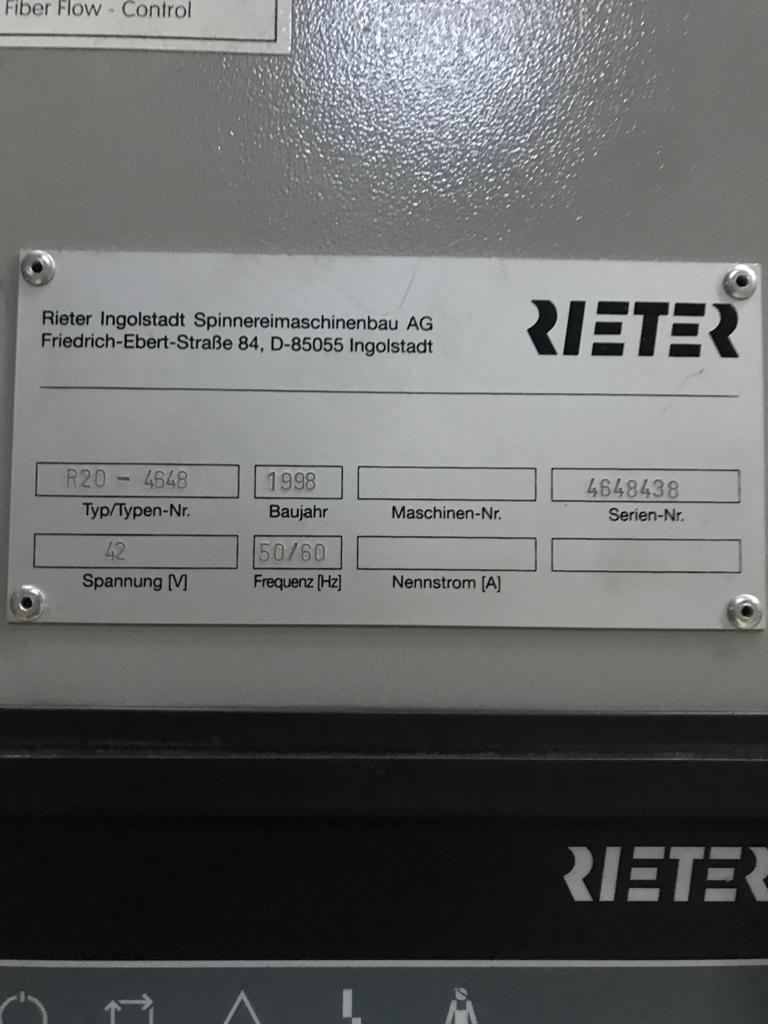 Fiber Flow - Control
Rieter Ingolstadt Spinnereimaschinenbau AG
Friedrich-Ebert-Straße 84, D-85055 Ingolstadt
RIETER
R20 - 4648
1998
4648438
Typ/Typen-Nr.
Baujahr
Maschinen-Nr.
Serien-Nr.
42
50/60
Spannung [V]
Frequenz [Hz]
Nennstrom [A]
RIETER